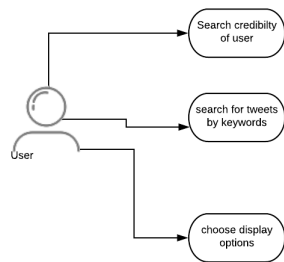 Search credibilty
of user
search for tweets
by keywords
User
choose display
options